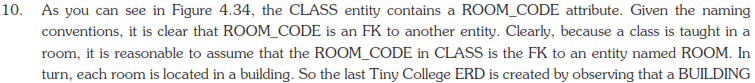 10. As you can see in Figure 4.34, the CLASS entity contains a ROOM_CODE attribute. Given the naming
conventions, it is clear that ROOM_CODE is an FK to another entity. Clearly, because a class is taught in a
room, it is reasonable to assume that the ROOM_CODE in CLASS is the FK to an entity named ROOM. In
turn, each room is located in a building. So the last Tiny College ERD is created by observing that a BUILDING